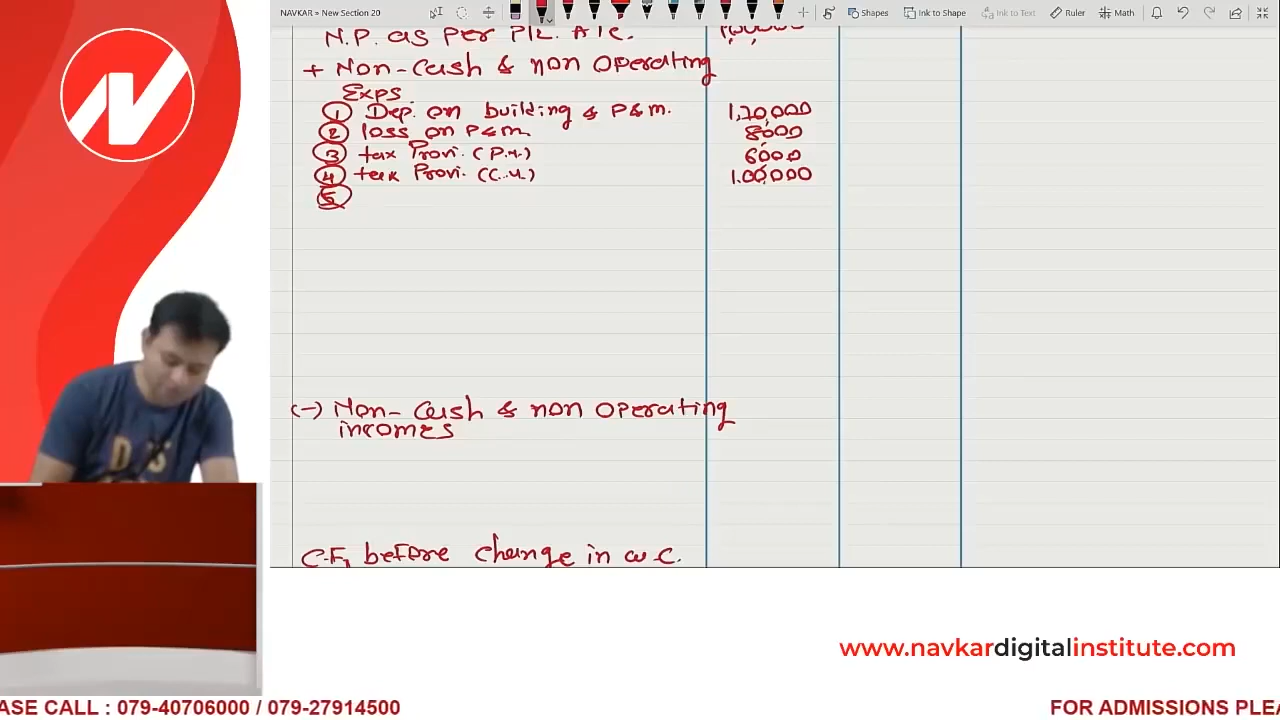 NAVKAR » New Section 20
Shapes
Ink to Shape
Ink to Text
Ruler
Math
N.P. as per P/L. A/c.
+ Non-cash & non Operating
Exps
① Dep. on building & P&m. 1,20,000
② loss on P&m 8000
③ tax Provi. (P.y.) 6000
④ tax Provi. (C.y.) 1,00,000
⑤
(-) Non-cash & non operating
incomes
C.F. before change in w.c.
www.navkardigitalinstitute.com
ASE CALL : 079-40706000 / 079-27914500
FOR ADMISSIONS PLEA